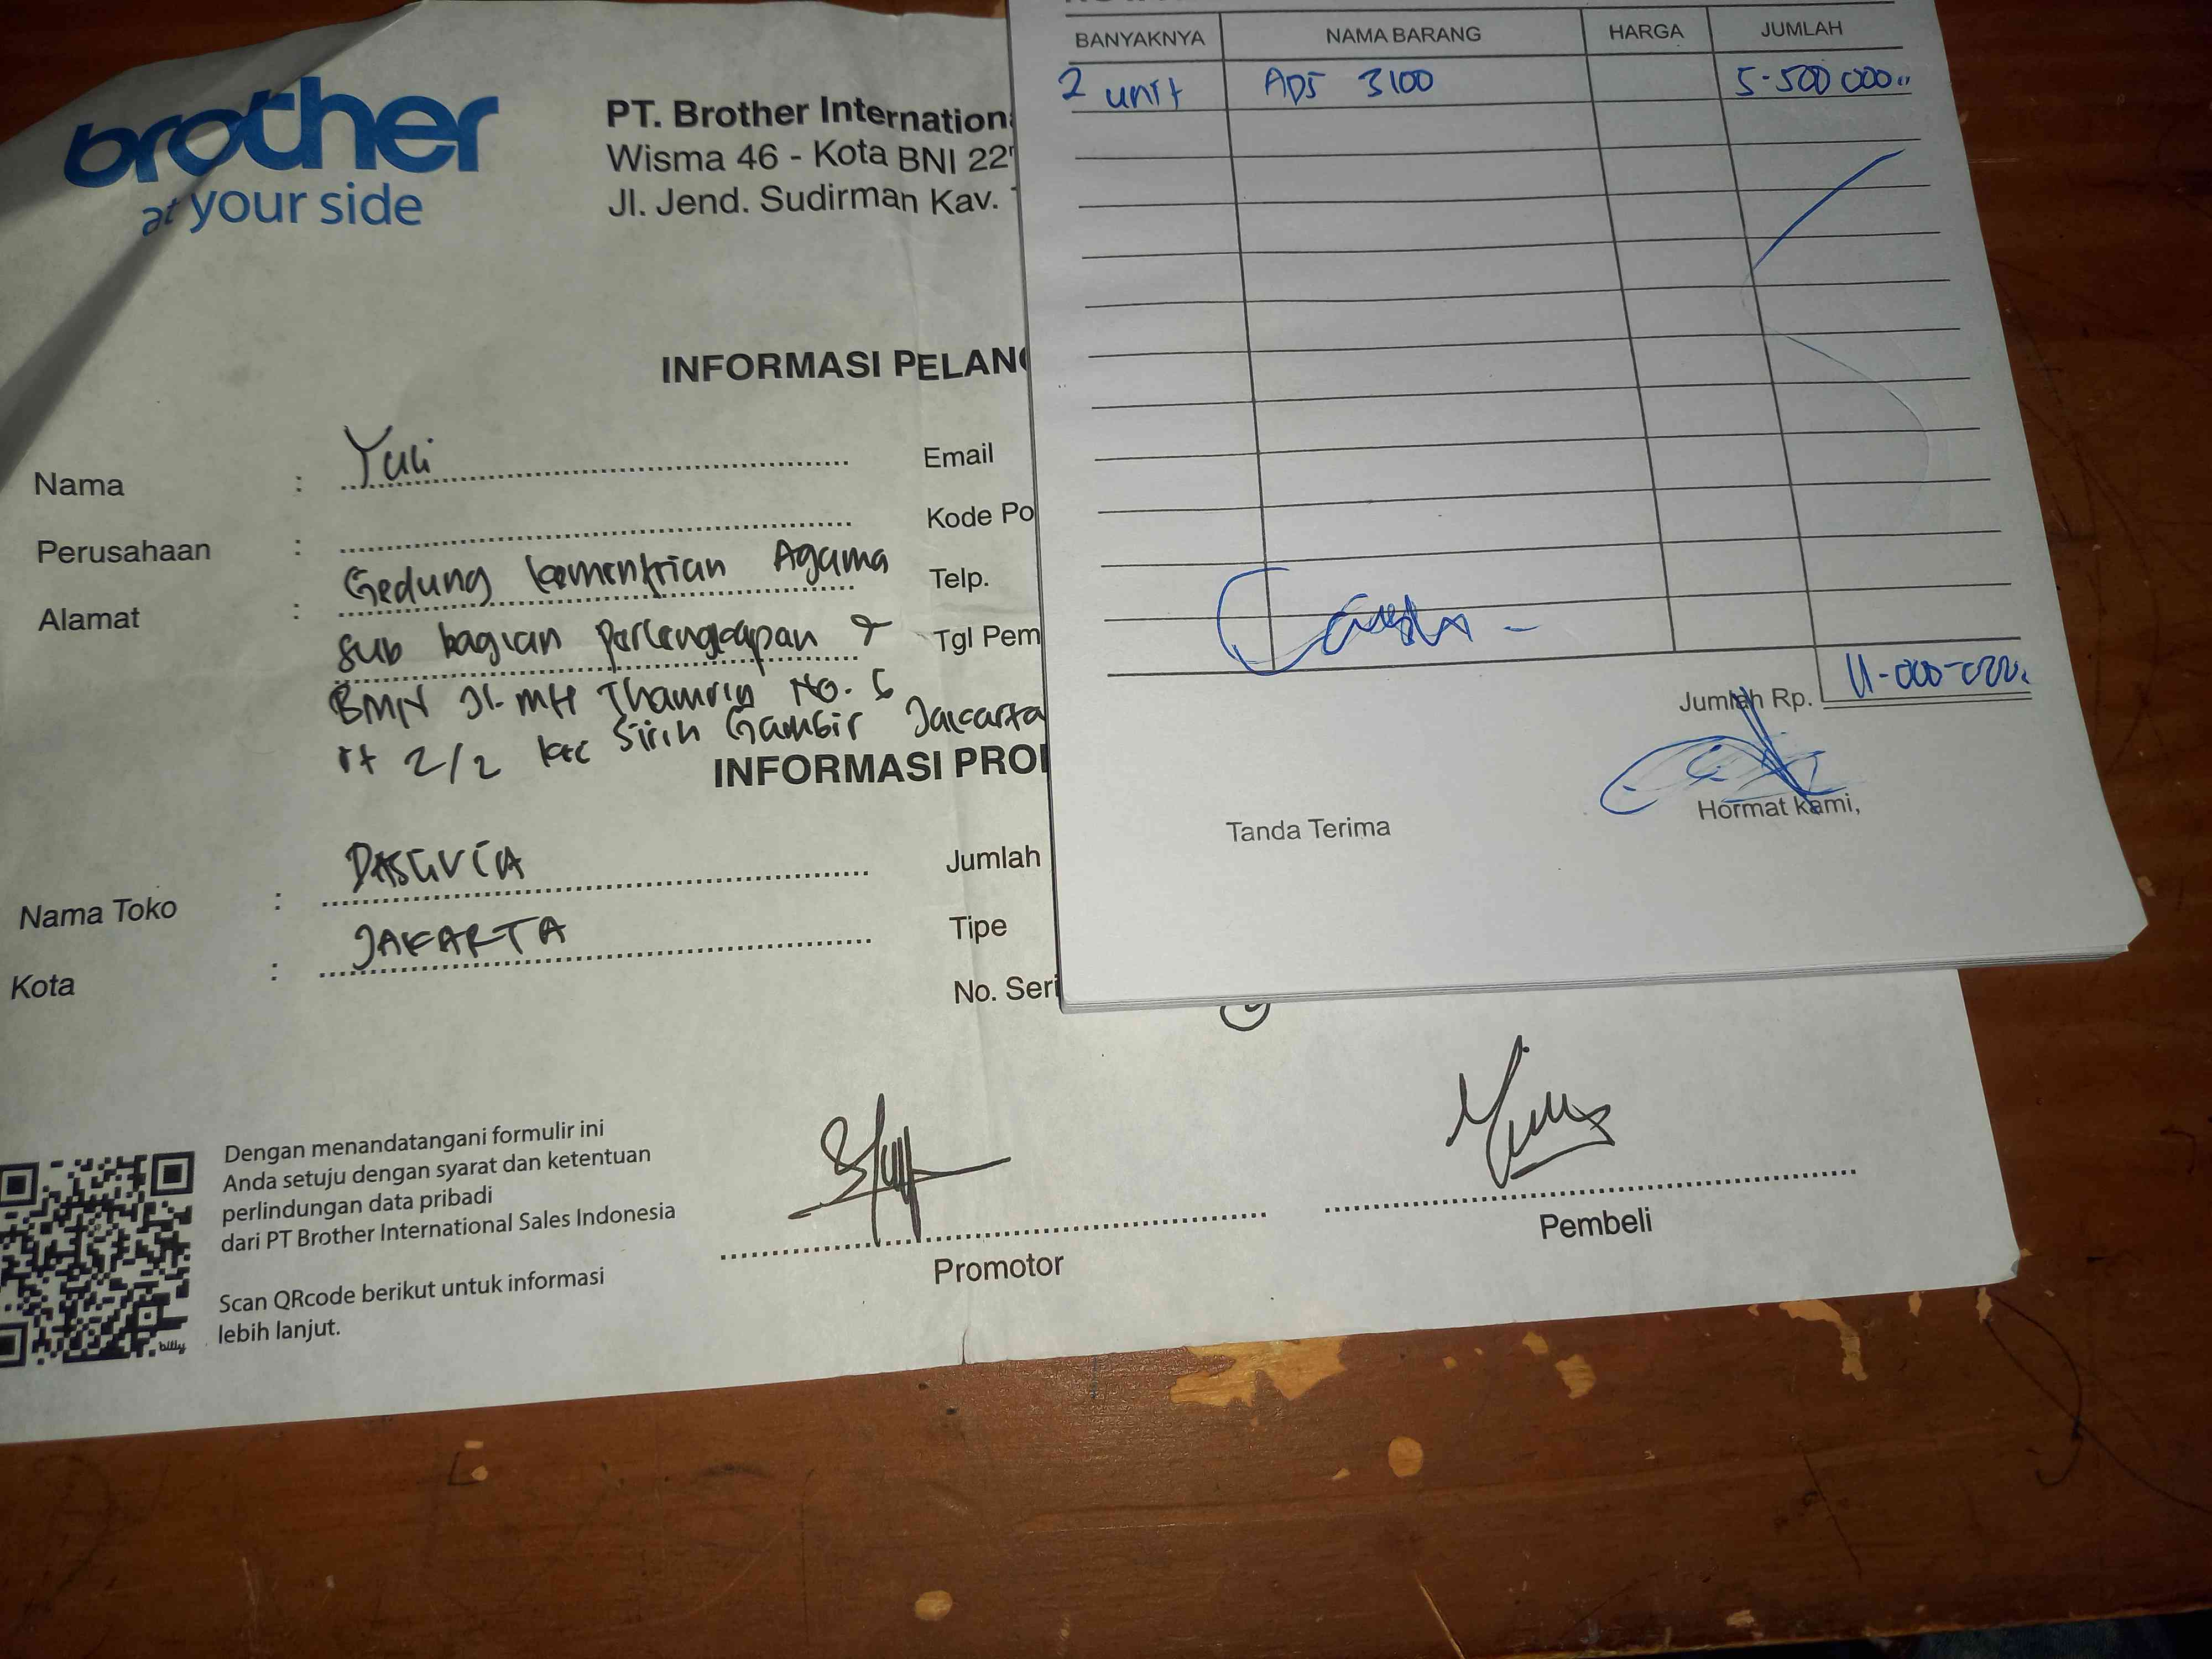 brother
at your side
PT. Brother Internation
Wisma 46 - Kota BNI 22
Jl. Jend. Sudirman Kav.
INFORMASI PELAN
Nama : Yuli
Email
Perusahaan :
Kode Po
Alamat : Gedung kementrian Agama
Telp.
sub bagian perlengkapan &
Tgl Pem
BMN Jl. MH Thamrin No. 6
rt 2/2 kec Sirih Gambir Jakarta
INFORMASI PRO
Nama Toko :
Jumlah
Kota : JAKARTA
Tipe
No. Seri
Dengan menandatangani formulir ini
Anda setuju dengan syarat dan ketentuan
perlindungan data pribadi
dari PT Brother International Sales Indonesia
Scan QRcode berikut untuk informasi
lebih lanjut.
bitly
Promotor
Pembeli
BANYAKNYA NAMA BARANG HARGA JUMLAH
2 unit ADS 3100 5.500 000
Cash -
Jumlah Rp. 11-000-000
Tanda Terima
Hormat kami,